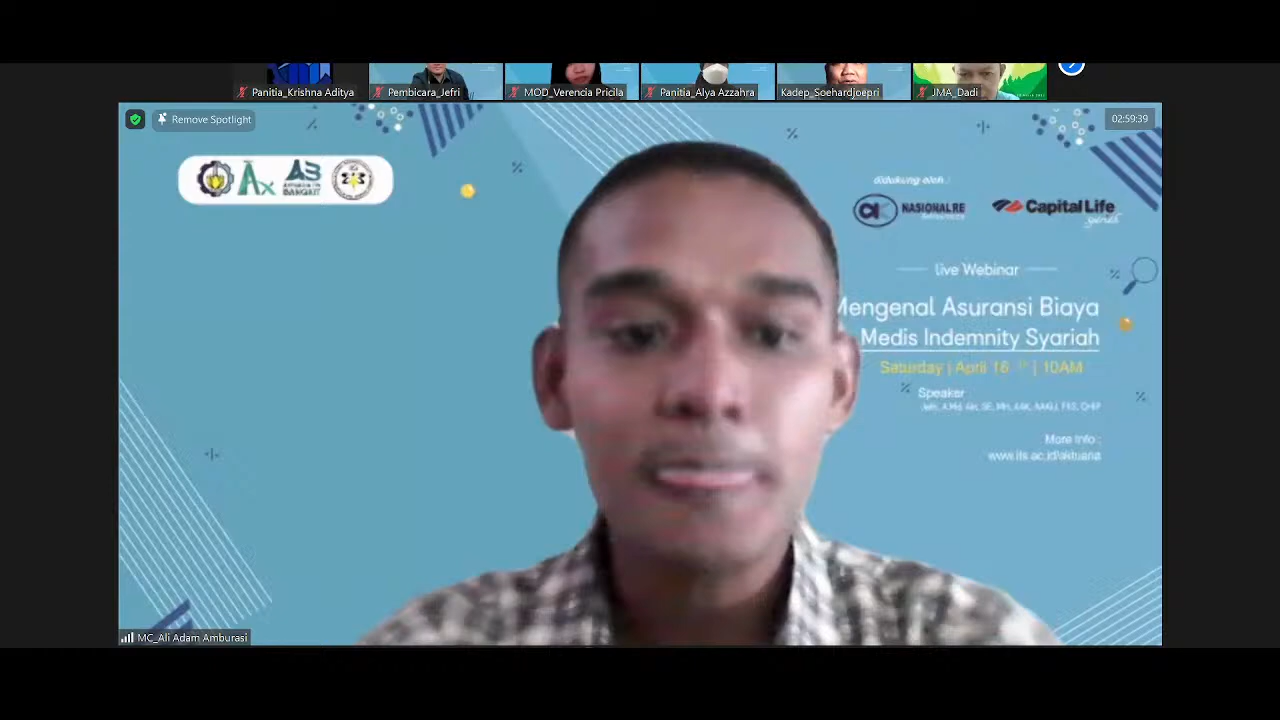 Panitia_Krishna Aditya
Pembicara_Jefri
MOD_Verencia Pricila
Panitia_Alya Azzahra
Kadep_Soehardjoepri
JMA_Dadi
Remove Spotlight
02:59:39
BANGKIT
didukung oleh :
NASIONALRE
Capital Life
syariah
Live Webinar
Mengenal Asuransi Biaya
Medis Indemnity Syariah
Saturday | April 16 | 10AM
Speaker
More Info :
www.its.ac.id/aktuaria
MC_Ali Adam Amburasi